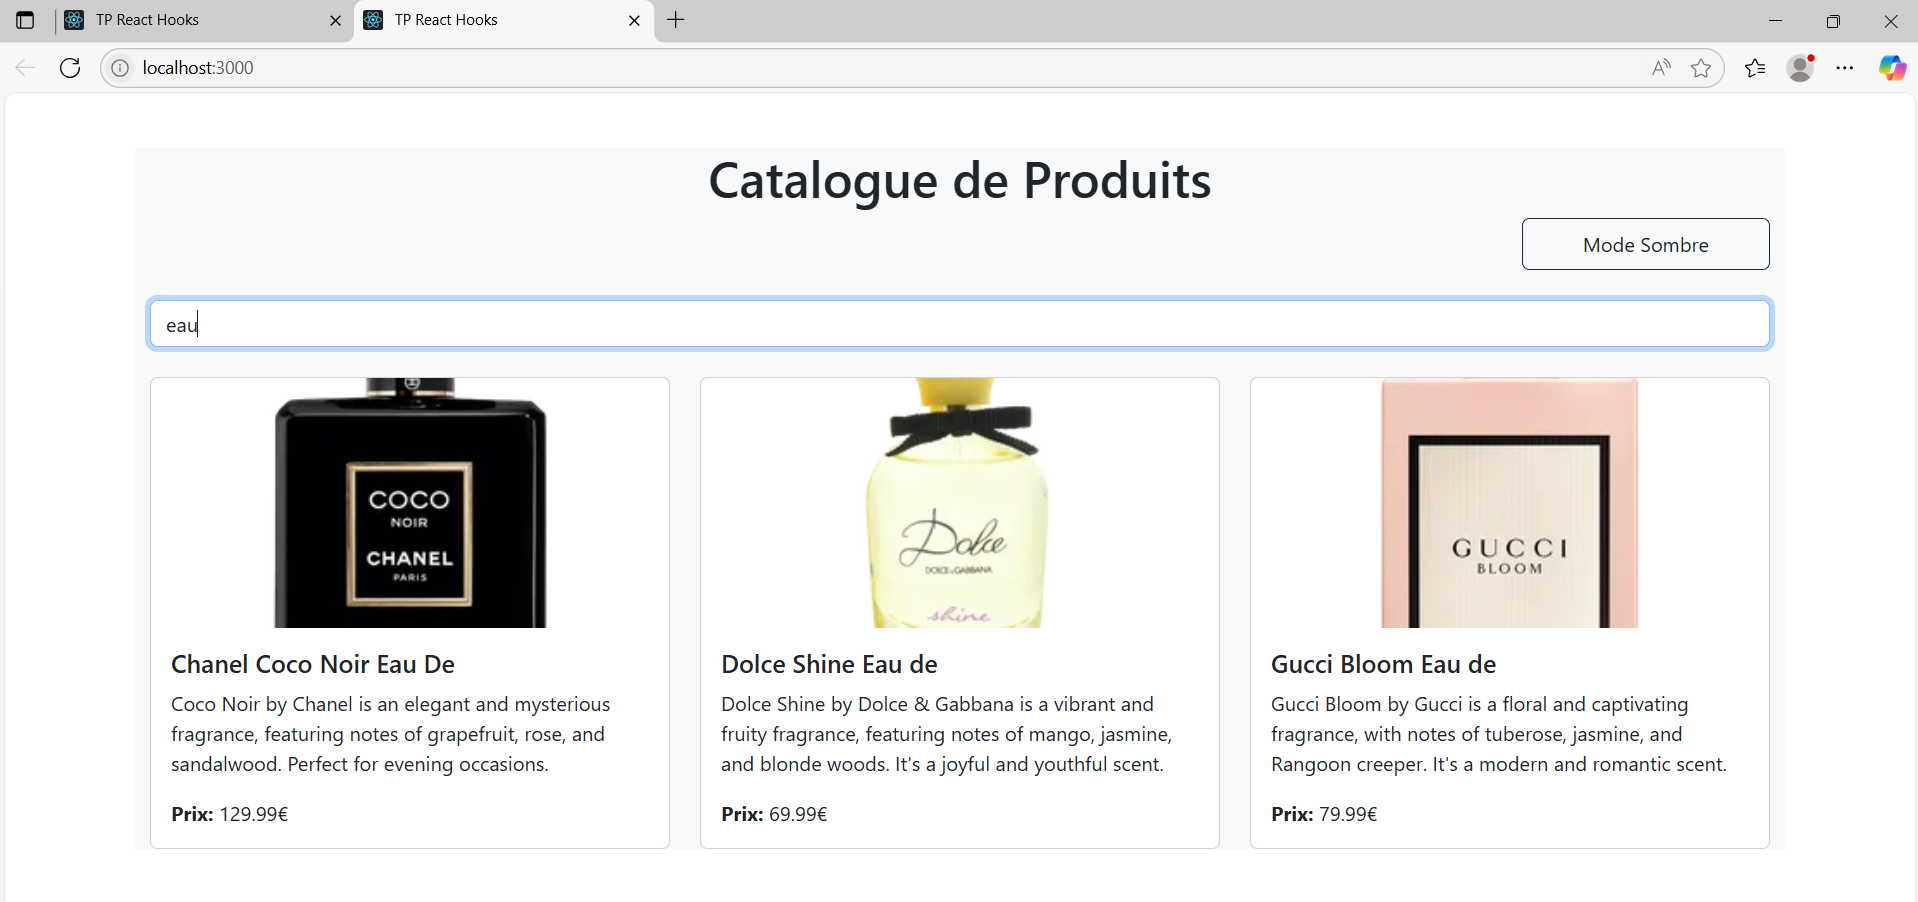 TP React Hooks
TP React Hooks
localhost:3000
Catalogue de Produits
Mode Sombre
eau
COCO
NOIR
CHANEL
PARIS
Dolce
DOLCE & GABBANA
shine
GUCCI
BLOOM
Chanel Coco Noir Eau De
Coco Noir by Chanel is an elegant and mysterious
fragrance, featuring notes of grapefruit, rose, and
sandalwood. Perfect for evening occasions.
Prix: 129.99€
Dolce Shine Eau de
Dolce Shine by Dolce & Gabbana is a vibrant and
fruity fragrance, featuring notes of mango, jasmine,
and blonde woods. It's a joyful and youthful scent.
Prix: 69.99€
Gucci Bloom Eau de
Gucci Bloom by Gucci is a floral and captivating
fragrance, with notes of tuberose, jasmine, and
Rangoon creeper. It's a modern and romantic scent.
Prix: 79.99€